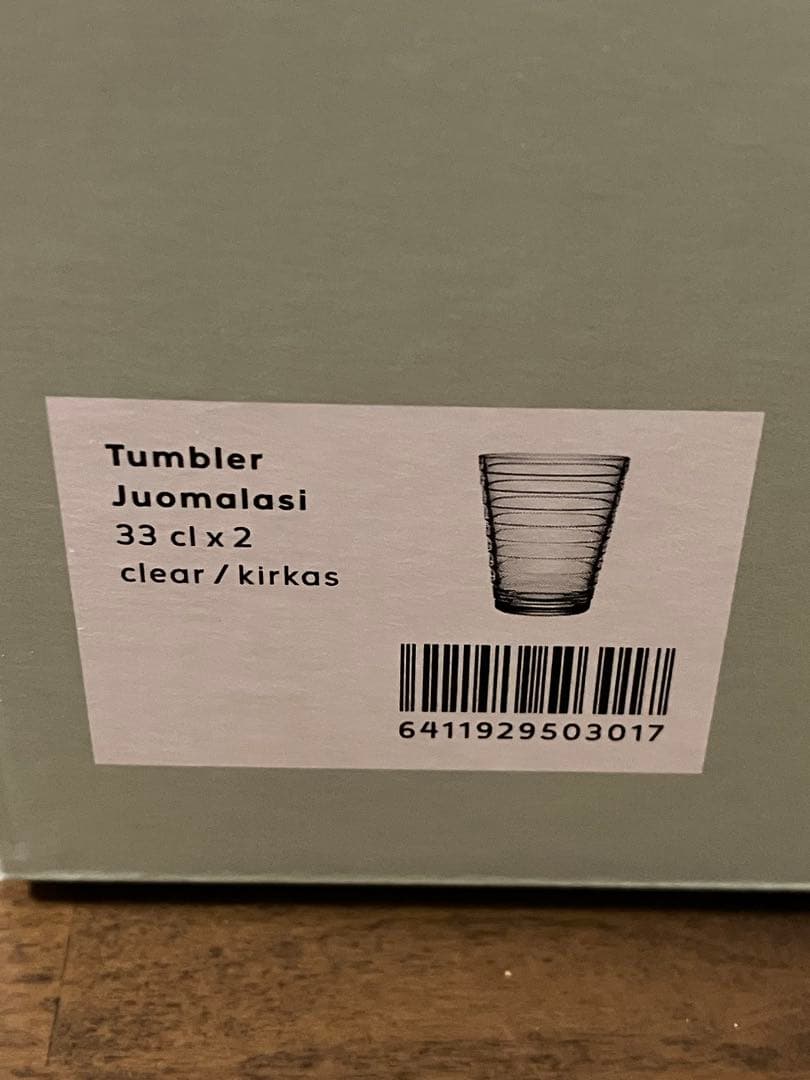 Tumbler
Juomalasi
33 cl x 2
clear / kirkas
6411929503017